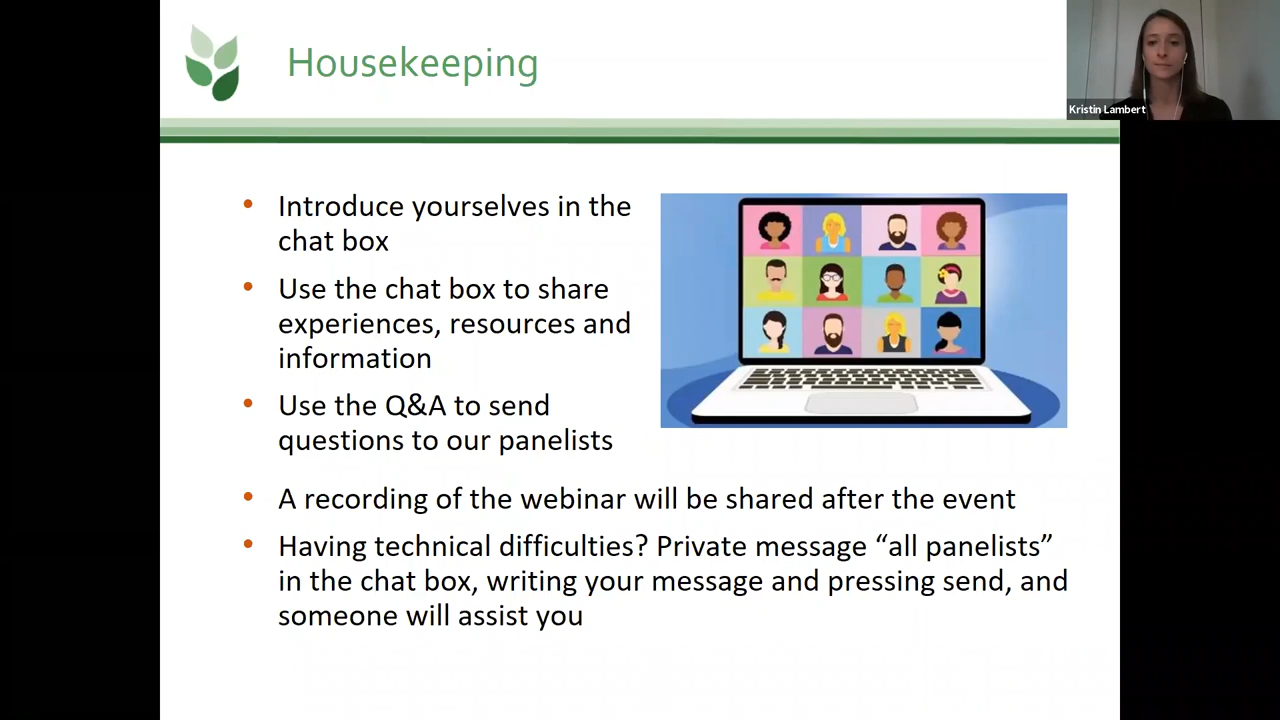 Housekeeping
Kristin Lambert
• Introduce yourselves in the
chat box
• Use the chat box to share
experiences, resources and
information
• Use the Q&A to send
questions to our panelists
• A recording of the webinar will be shared after the event
• Having technical difficulties? Private message “all panelists”
in the chat box, writing your message and pressing send, and
someone will assist you